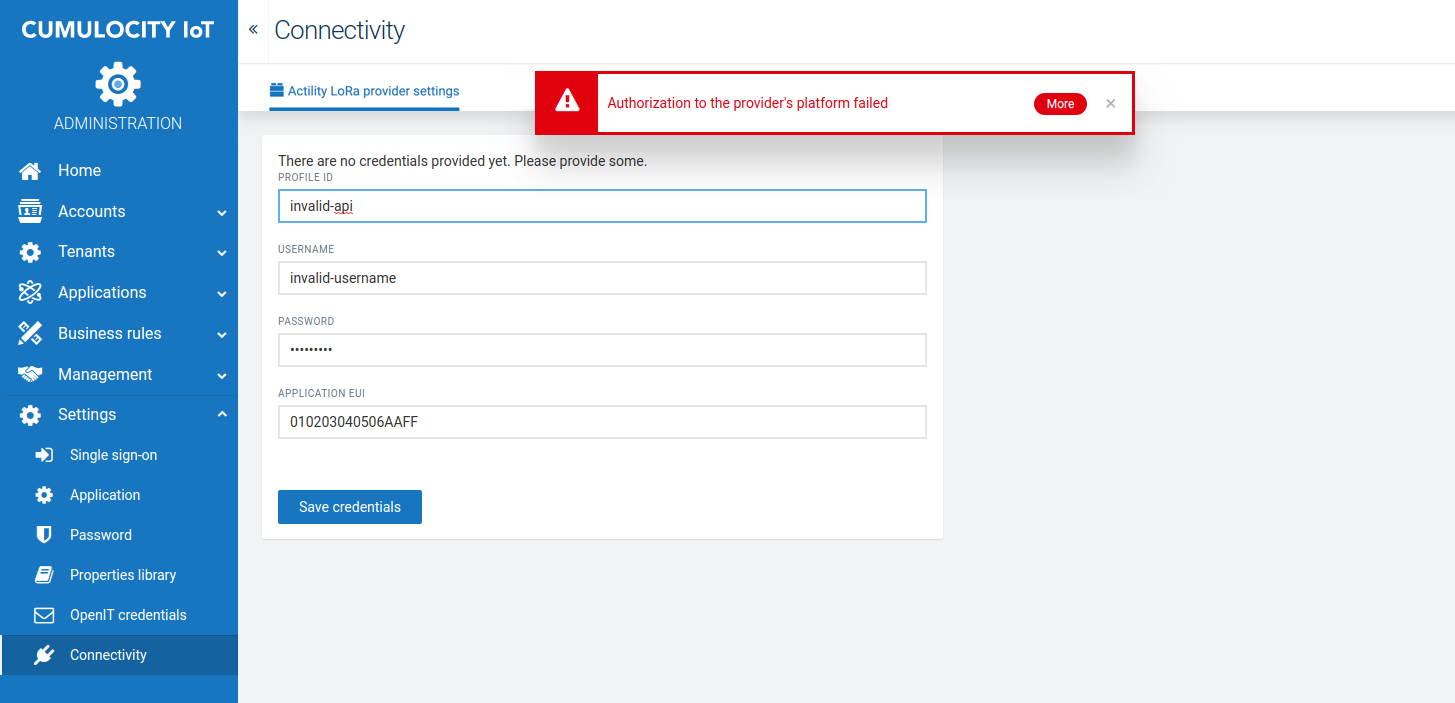 CUMULOCITY IoT
ADMINISTRATION
Home
Accounts
Tenants
Applications
Business rules
Management
Settings
Single sign-on
Application
Password
Properties library
OpenIT credentials
Connectivity
« Connectivity
Actility LoRa provider settings
Authorization to the provider's platform failed More ×
There are no credentials provided yet. Please provide some.
PROFILE ID
invalid-api
USERNAME
invalid-username
PASSWORD
•••••••••
APPLICATION EUI
010203040506AAFF
Save credentials